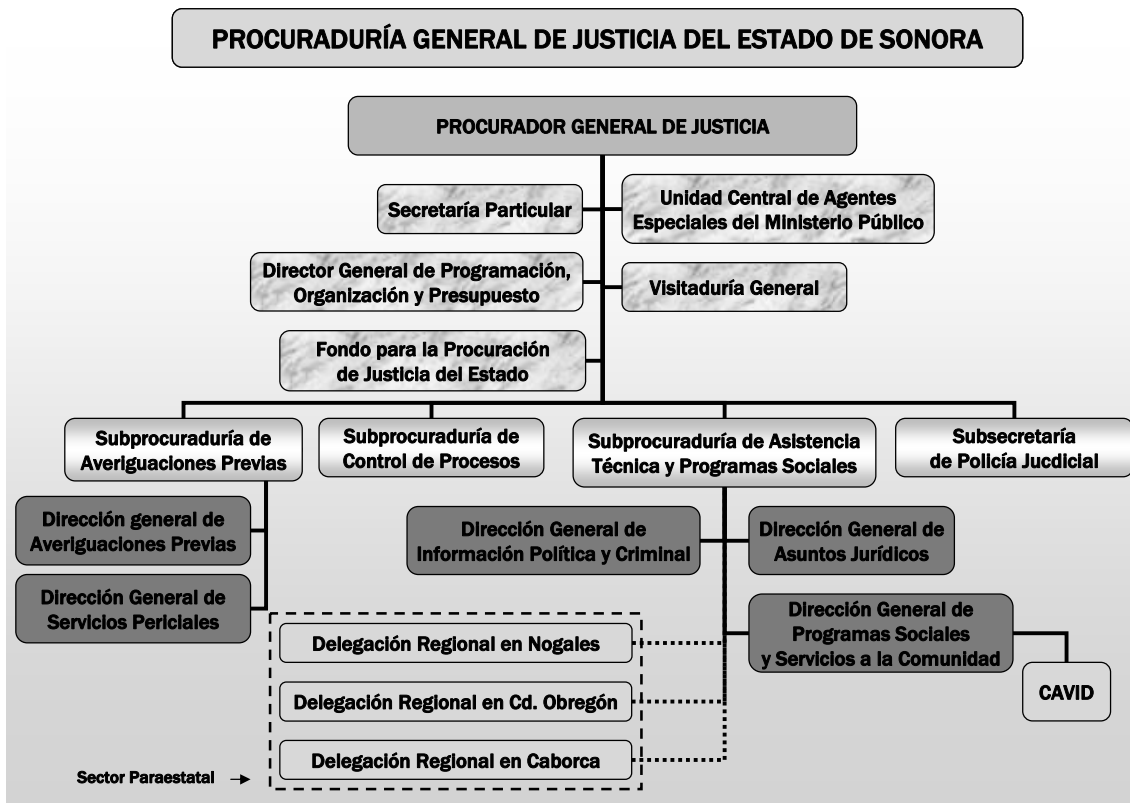 PROCURADURÍA GENERAL DE JUSTICIA DEL ESTADO DE SONORA
PROCURADOR GENERAL DE JUSTICIA
Secretaría Particular
Unidad Central de Agentes
Especiales del Ministerio Público
Director General de Programación,
Organización y Presupuesto
Visitaduría General
Fondo para la Procuración
de Justicia del Estado
Subprocuraduría de
Averiguaciones Previas
Subprocuraduría de
Control de Procesos
Subprocuraduría de Asistencia
Técnica y Programas Sociales
Subsecretaría
de Policía Jucdicial
Dirección general de
Averiguaciones Previas
Dirección General de
Información Política y Criminal
Dirección General de
Asuntos Jurídicos
Dirección General de
Servicios Periciales
Dirección General de
Programas Sociales
y Servicios a la Comunidad
Delegación Regional en Nogales
CAVID
Delegación Regional en Cd. Obregón
Delegación Regional en Caborca
Sector Paraestatal